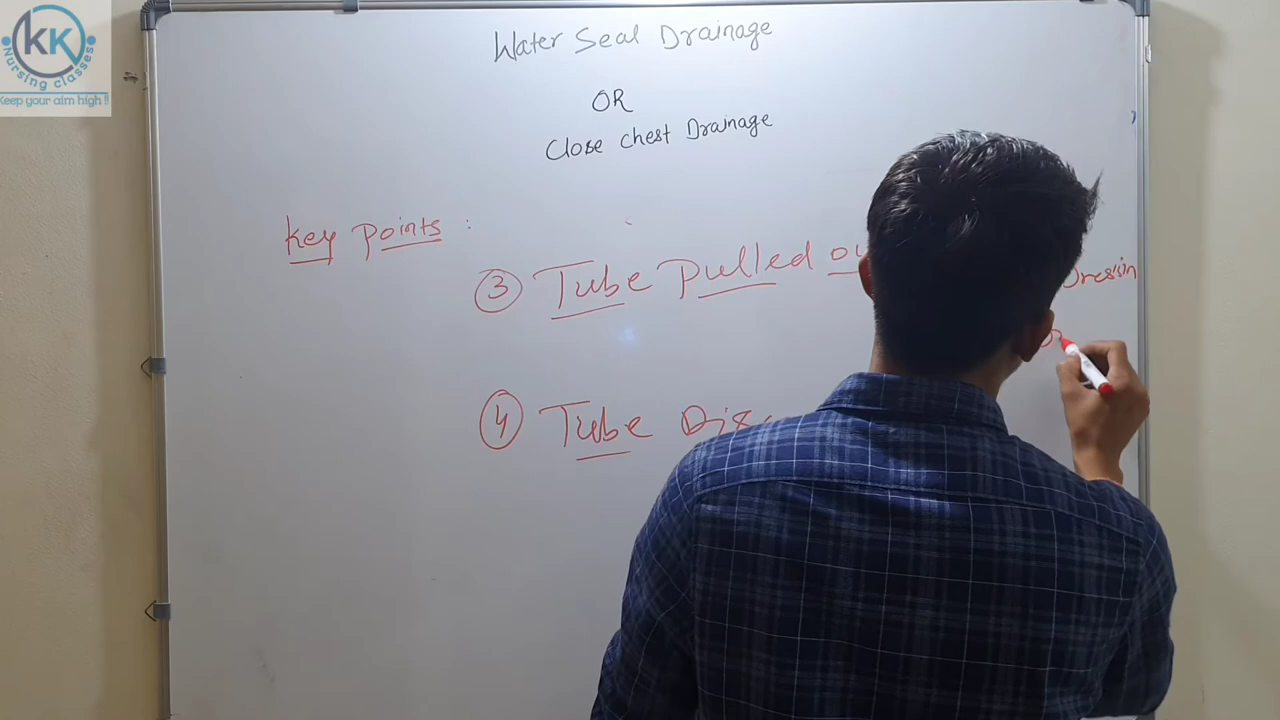 KK
Nursing classes
Keep your aim high !!
Water Seal Drainage
OR
Close Chest Drainage
Key Points :
③ Tube Pulled
Dressin
④ Tube